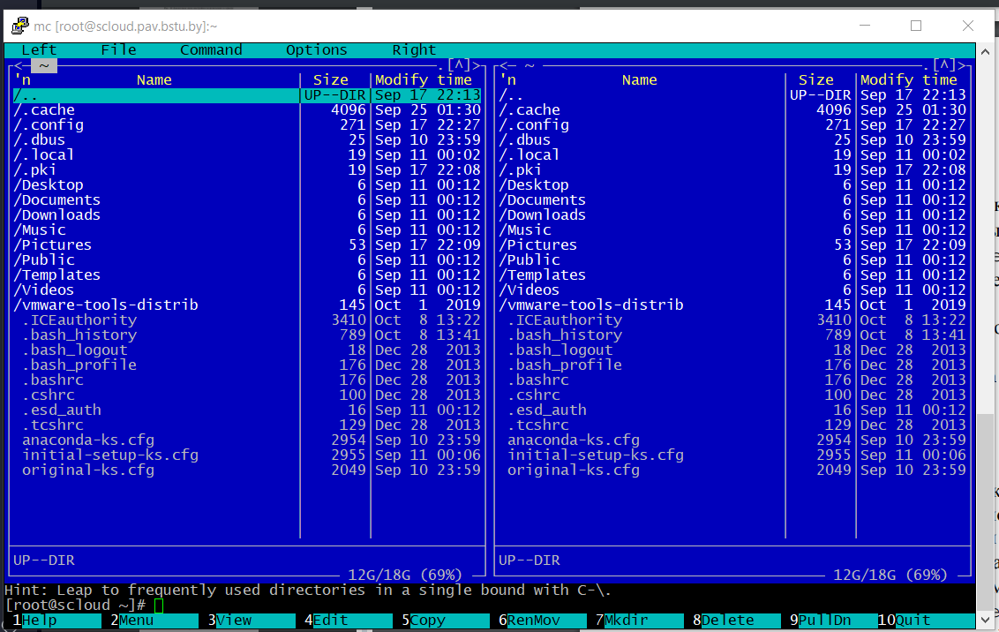 mc [root@scloud.pav.bstu.by]:~
Left File Command Options Right
<─ ~ ─.[^]>
'n Name Size Modify time
/.. UP--DIR Sep 17 22:13
/.cache 4096 Sep 25 01:30
/.config 271 Sep 17 22:27
/.dbus 25 Sep 10 23:59
/.local 19 Sep 11 00:02
/.pki 19 Sep 17 22:08
/Desktop 6 Sep 11 00:12
/Documents 6 Sep 11 00:12
/Downloads 6 Sep 11 00:12
/Music 6 Sep 11 00:12
/Pictures 53 Sep 17 22:09
/Public 6 Sep 11 00:12
/Templates 6 Sep 11 00:12
/Videos 6 Sep 11 00:12
/vmware-tools-distrib 145 Oct 1 2019
.ICEauthority 3410 Oct 8 13:22
.bash_history 789 Oct 8 13:41
.bash_logout 18 Dec 28 2013
.bash_profile 176 Dec 28 2013
.bashrc 176 Dec 28 2013
.cshrc 100 Dec 28 2013
.esd_auth 16 Sep 11 00:12
.tcshrc 129 Dec 28 2013
anaconda-ks.cfg 2954 Sep 10 23:59
initial-setup-ks.cfg 2955 Sep 11 00:06
original-ks.cfg 2049 Sep 10 23:59
UP--DIR
12G/18G (69%)
<─ ~ ─.[^]>
'n Name Size Modify time
/.. UP--DIR Sep 17 22:13
/.cache 4096 Sep 25 01:30
/.config 271 Sep 17 22:27
/.dbus 25 Sep 10 23:59
/.local 19 Sep 11 00:02
/.pki 19 Sep 17 22:08
/Desktop 6 Sep 11 00:12
/Documents 6 Sep 11 00:12
/Downloads 6 Sep 11 00:12
/Music 6 Sep 11 00:12
/Pictures 53 Sep 17 22:09
/Public 6 Sep 11 00:12
/Templates 6 Sep 11 00:12
/Videos 6 Sep 11 00:12
/vmware-tools-distrib 145 Oct 1 2019
.ICEauthority 3410 Oct 8 13:22
.bash_history 789 Oct 8 13:41
.bash_logout 18 Dec 28 2013
.bash_profile 176 Dec 28 2013
.bashrc 176 Dec 28 2013
.cshrc 100 Dec 28 2013
.esd_auth 16 Sep 11 00:12
.tcshrc 129 Dec 28 2013
anaconda-ks.cfg 2954 Sep 10 23:59
initial-setup-ks.cfg 2955 Sep 11 00:06
original-ks.cfg 2049 Sep 10 23:59
UP--DIR
12G/18G (69%)
Hint: Leap to frequently used directories in a single bound with C-\.
[root@scloud ~]#
1Help 2Menu 3View 4Edit 5Copy 6RenMov 7Mkdir 8Delete 9PullDn 10Quit